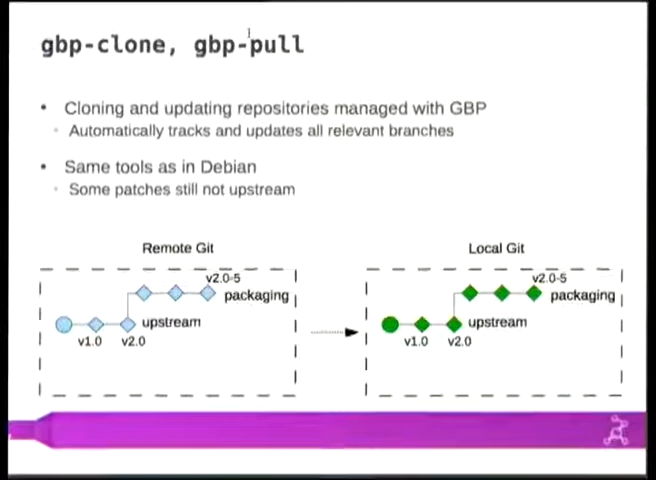 gbp-clone, gbp-pull
• Cloning and updating repositories managed with GBP
◦ Automatically tracks and updates all relevant branches
• Same tools as in Debian
◦ Some patches still not upstream
Remote Git
v2.0-5
packaging
upstream
v1.0
v2.0
Local Git
v2.0-5
packaging
upstream
v1.0
v2.0